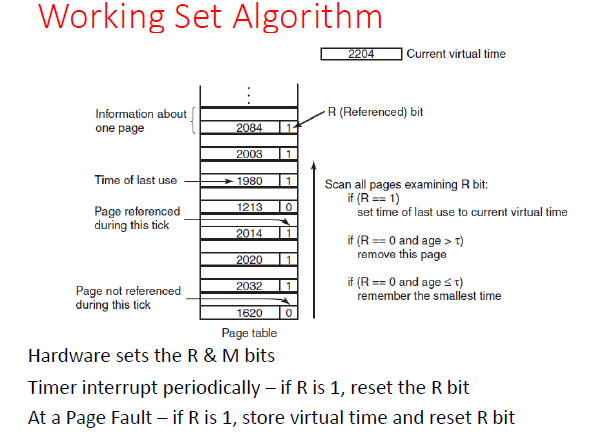 Working Set Algorithm
2204 Current virtual time
Information about
one page
R (Referenced) bit
2084 1
2003 1
Time of last use
1980 1
1213 0
Page referenced
during this tick
2014 1
2020 1
2032 1
Page not referenced
during this tick
1620 0
Page table
Scan all pages examining R bit:
if (R == 1)
set time of last use to current virtual time
if (R == 0 and age > τ)
remove this page
if (R == 0 and age ≤ τ)
remember the smallest time
Hardware sets the R & M bits
Timer interrupt periodically – if R is 1, reset the R bit
At a Page Fault – if R is 1, store virtual time and reset R bit